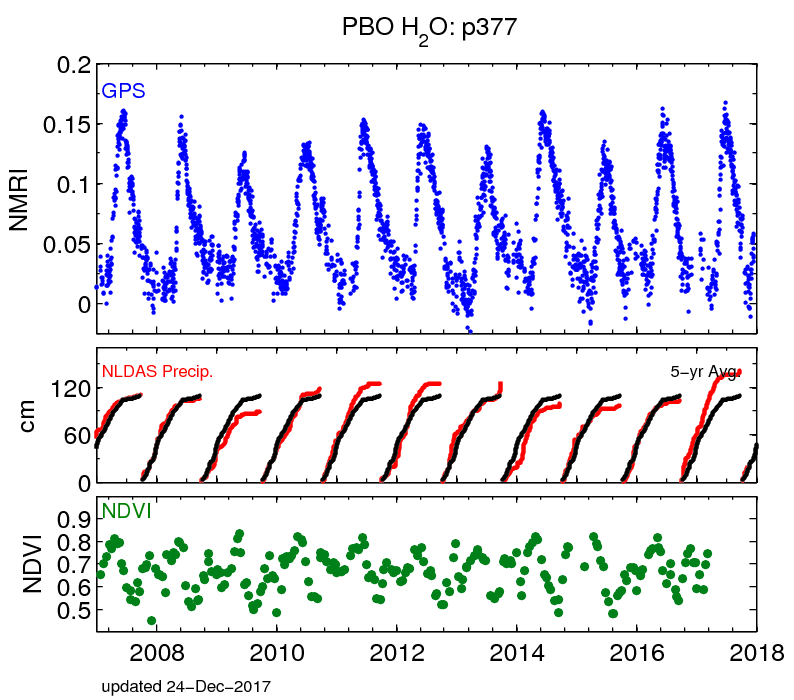 PBO H2O: p377
0.2
GPS
0.15
0.1
0.05
0
NMRI
NLDAS Precip. 5-yr Avg.
120
60
0
cm
NDVI
0.9
0.8
0.7
0.6
0.5
NDVI
2008 2010 2012 2014 2016 2018
updated 24-Dec-2017